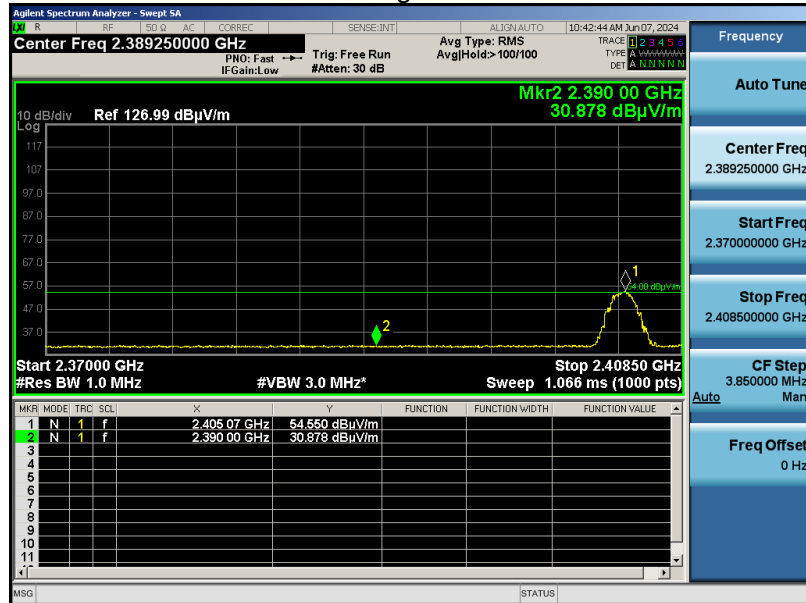 Agilent Spectrum Analyzer - Swept SA
LXI R RF 50 Ω AC CORREC SENSE:INT ALIGN AUTO 10:42:44 AM Jun 07, 2024
Center Freq 2.389250000 GHz
PNO: Fast
IFGain:Low
Trig: Free Run
#Atten: 30 dB
Avg Type: RMS
Avg|Hold:>100/100
TRACE 1 2 3 4 5 6
TYPE A WWWWW
DET A N N N N N
Mkr2 2.390 00 GHz
30.878 dBµV/m
10 dB/div Ref 126.99 dBµV/m
Log
117
107
97.0
87.0
77.0
67.0
57.0
47.0
37.0
1
54.00 dBµV/m
2
Start 2.37000 GHz Stop 2.40850 GHz
#Res BW 1.0 MHz #VBW 3.0 MHz* Sweep 1.066 ms (1000 pts)
MKR MODE TRC SCL X Y FUNCTION FUNCTION WIDTH FUNCTION VALUE
1 N 1 f 2.405 07 GHz 54.550 dBµV/m
2 N 1 f 2.390 00 GHz 30.878 dBµV/m
3
4
5
6
7
8
9
10
11
MSG STATUS
Frequency
Auto Tune
Center Freq
2.389250000 GHz
Start Freq
2.370000000 GHz
Stop Freq
2.408500000 GHz
CF Step
3.850000 MHz
Auto Man
Freq Offset
0 Hz